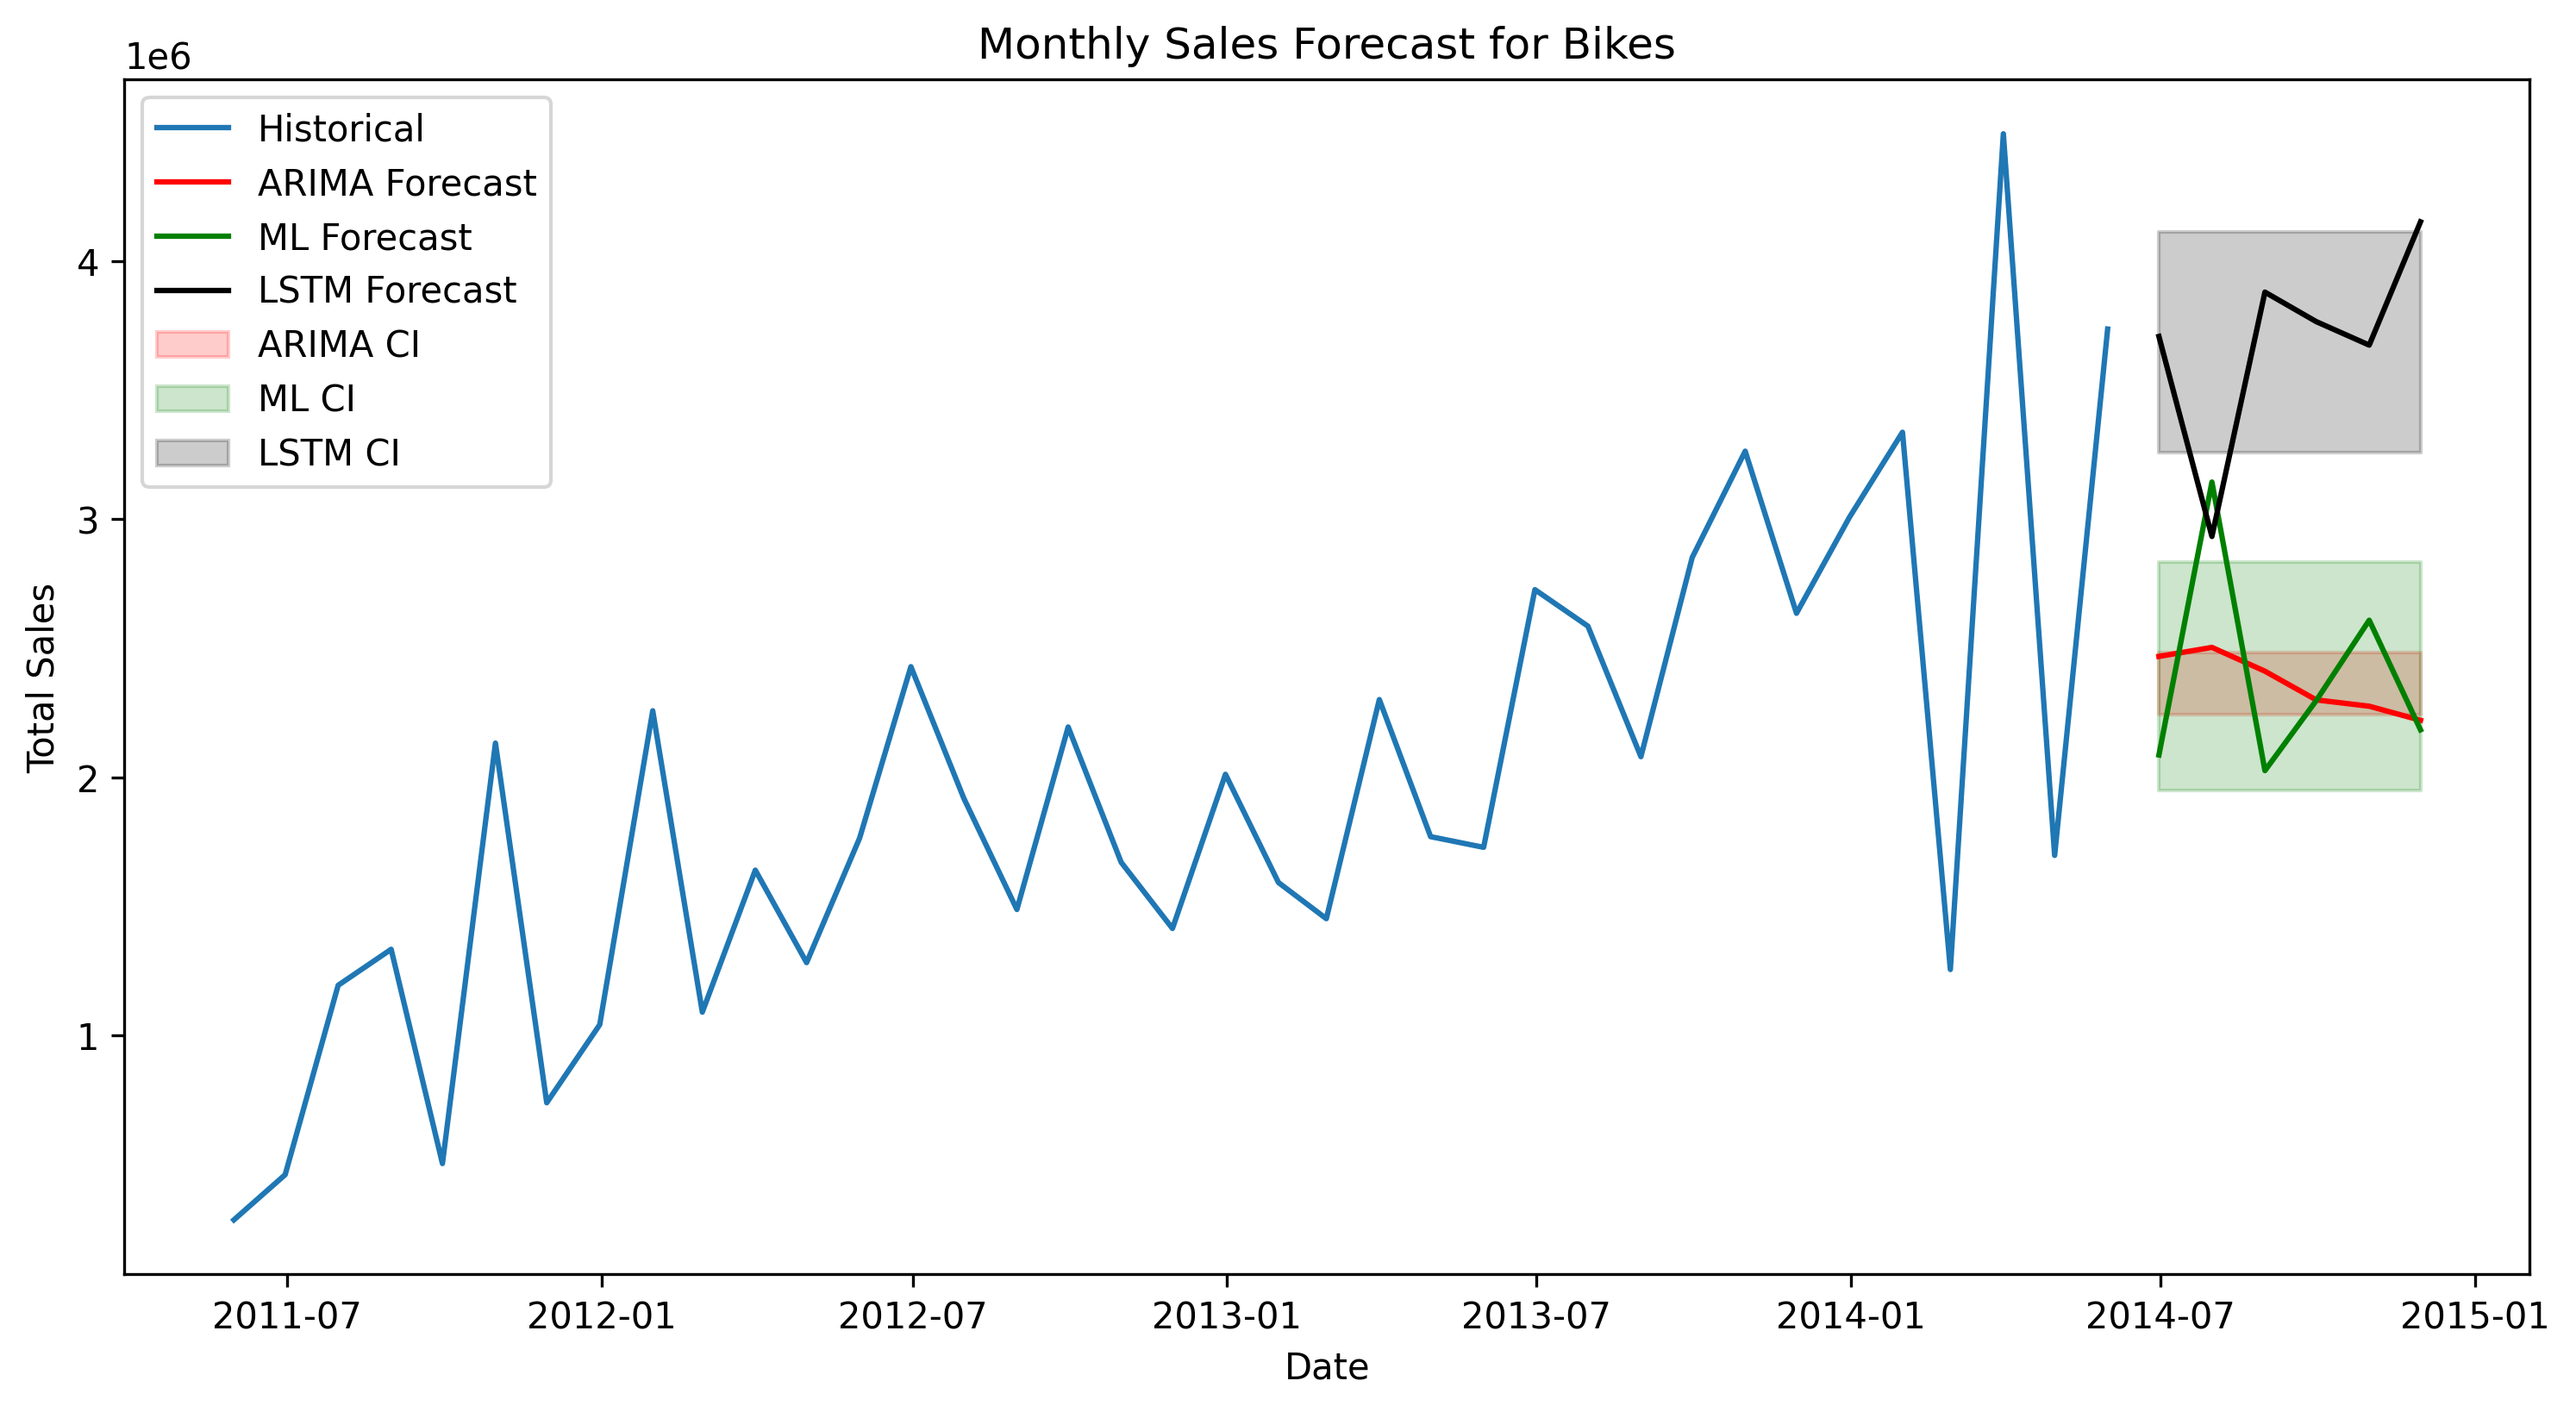 Monthly Sales Forecast for Bikes
1e6
Historical
ARIMA Forecast
ML Forecast
LSTM Forecast
ARIMA CI
ML CI
LSTM CI
Total Sales
4
3
2
1
2011-07 2012-01 2012-07 2013-01 2013-07 2014-01 2014-07 2015-01
Date